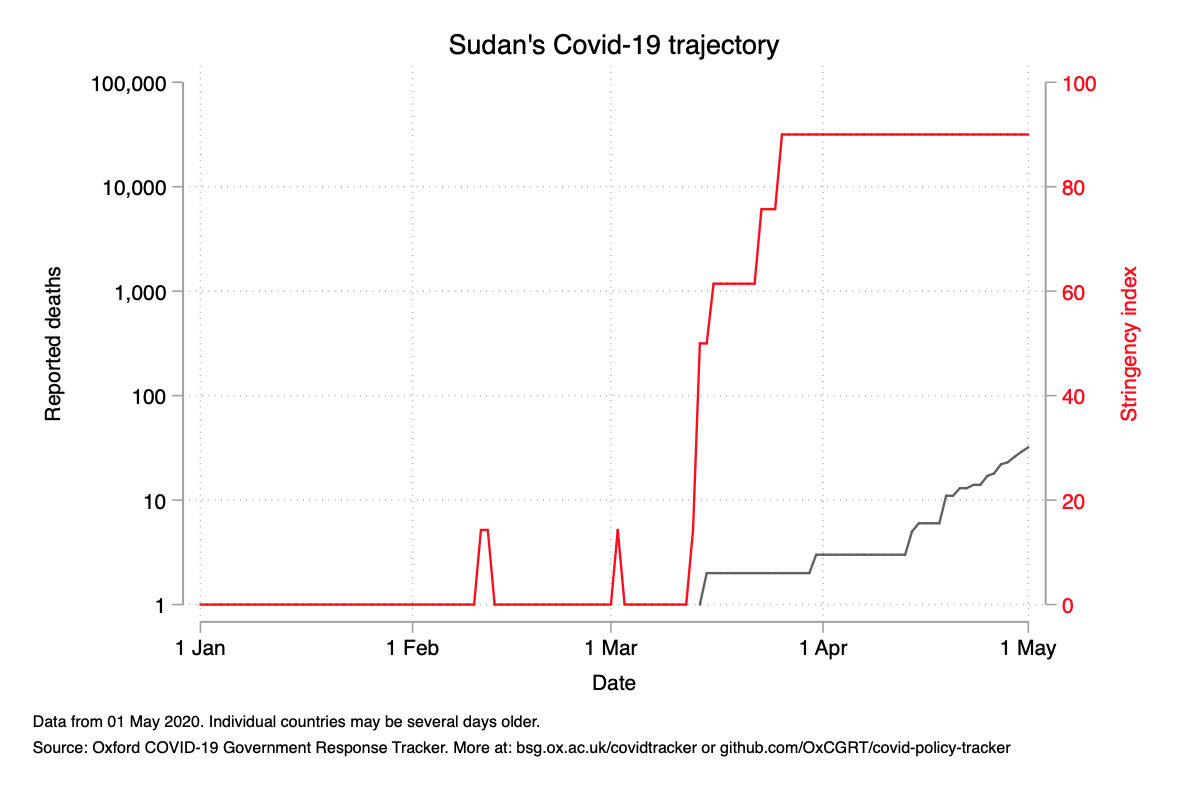 Sudan's Covid-19 trajectory
100,000
10,000
1,000
100
10
1
Reported deaths
100
80
60
40
20
0
Stringency index
1 Jan
1 Feb
1 Mar
1 Apr
1 May
Date
Data from 01 May 2020. Individual countries may be several days older.
Source: Oxford COVID-19 Government Response Tracker. More at: bsg.ox.ac.uk/covidtracker or github.com/OxCGRT/covid-policy-tracker